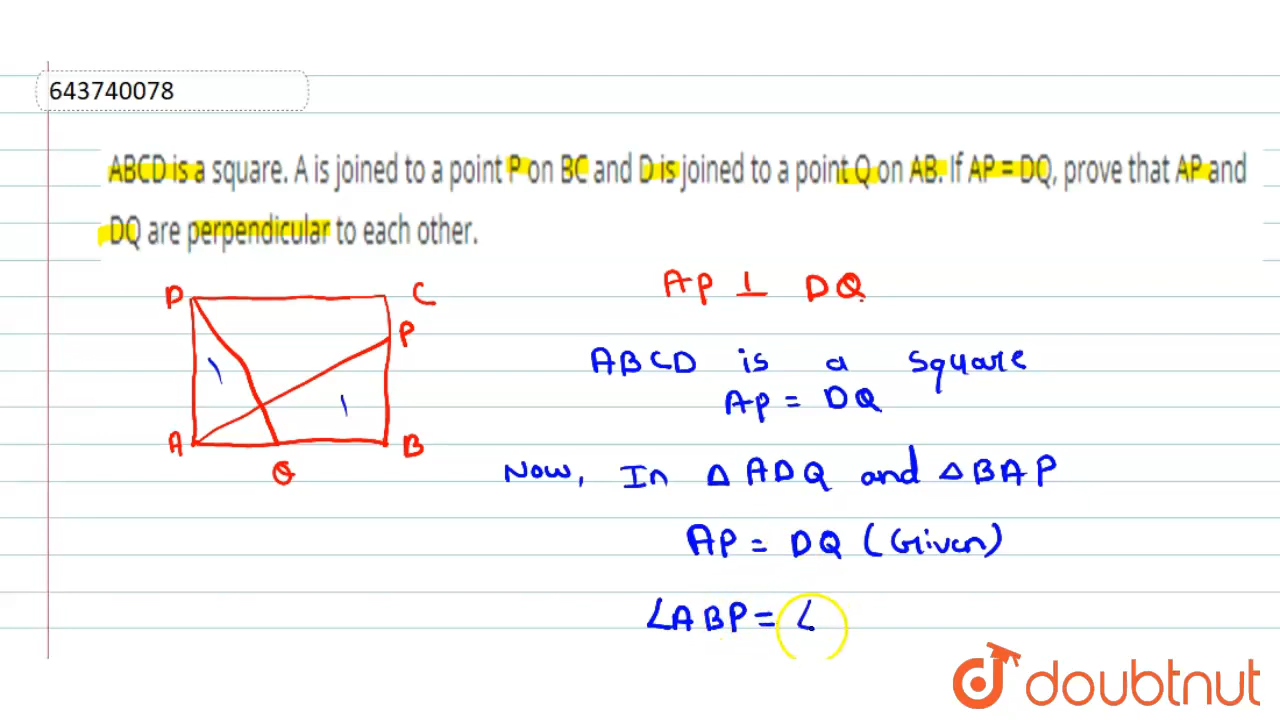 643740078
ABCD is a square. A is joined to a point P on BC and D is joined to a point Q on AB. If AP = DQ, prove that AP and
DQ are perpendicular to each other.
D C
P
A B
Q
AP ⊥ DQ
ABCD is a square
AP = DQ
Now, In △ ADQ and △ BAP
AP = DQ (Given)
∠ABP = ∠
doubtnut